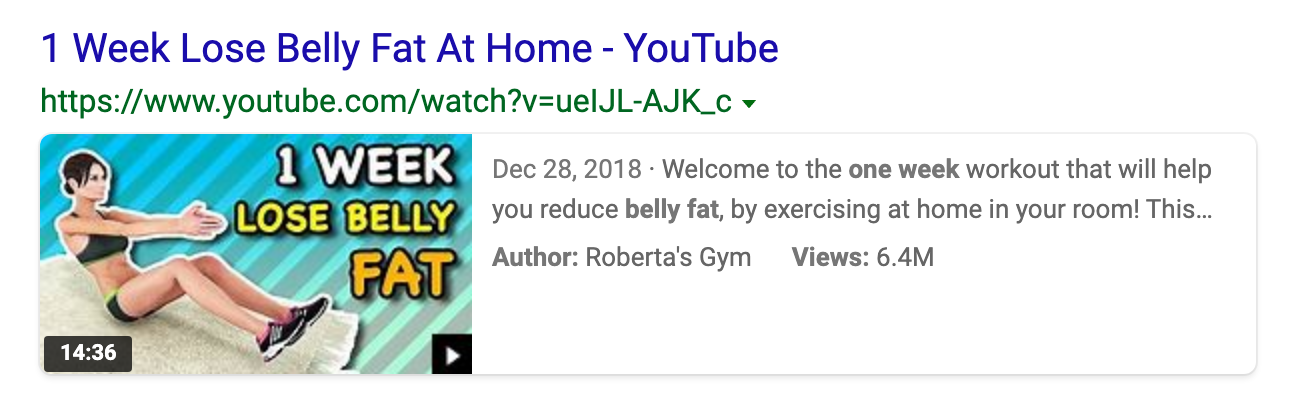 1 Week Lose Belly Fat At Home - YouTube
https://www.youtube.com/watch?v=ueIJL-AJK_c
1 WEEK
LOSE BELLY
FAT
14:36
Dec 28, 2018 · Welcome to the one week workout that will help
you reduce belly fat, by exercising at home in your room! This...
Author: Roberta's Gym Views: 6.4M